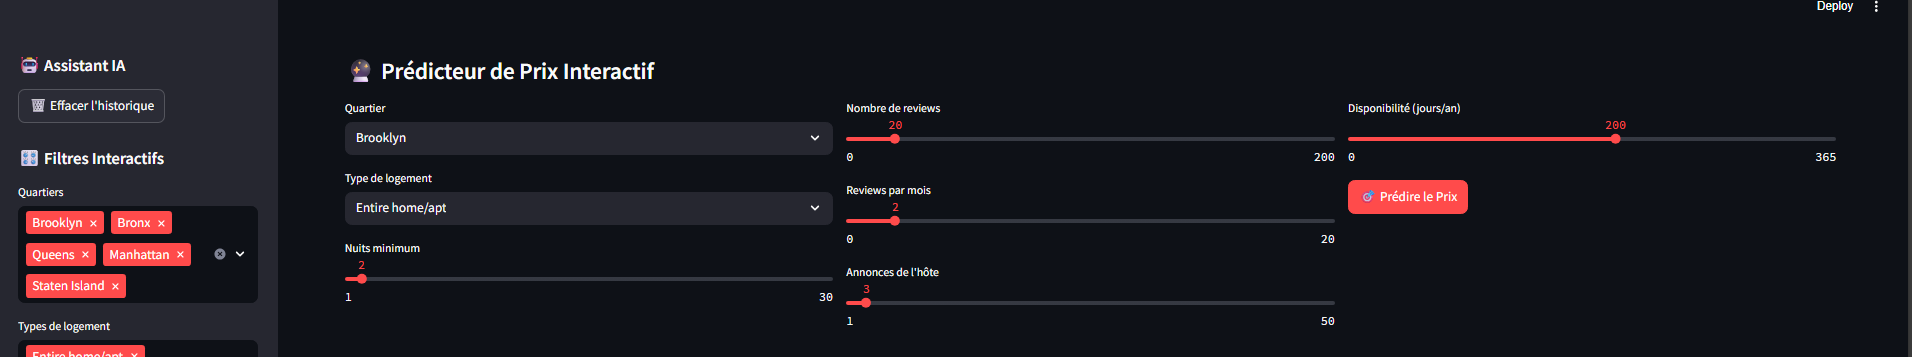 Deploy
Assistant IA
Effacer l'historique
Filtres Interactifs
Quartiers
Brooklyn × Bronx ×
Queens × Manhattan ×
Staten Island ×
Types de logement
Entire home/apt ×
Prédicteur de Prix Interactif
Quartier
Brooklyn
Type de logement
Entire home/apt
Nuits minimum
2
1 30
Nombre de reviews
20
0 200
Reviews par mois
2
0 20
Annonces de l'hôte
3
1 50
Disponibilité (jours/an)
200
0 365
Prédire le Prix